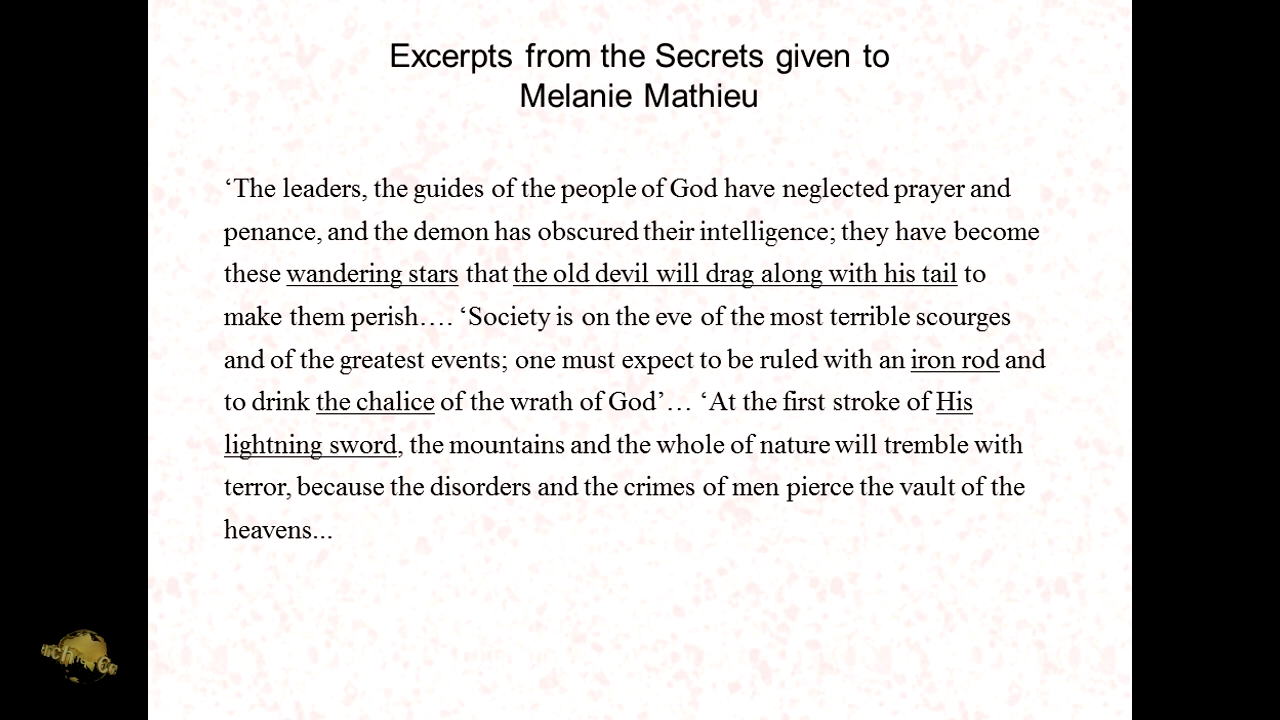 Excerpts from the Secrets given to
Melanie Mathieu
‘The leaders, the guides of the people of God have neglected prayer and
penance, and the demon has obscured their intelligence; they have become
these wandering stars that the old devil will drag along with his tail to
make them perish…. ‘Society is on the eve of the most terrible scourges
and of the greatest events; one must expect to be ruled with an iron rod and
to drink the chalice of the wrath of God’… ‘At the first stroke of His
lightning sword, the mountains and the whole of nature will tremble with
terror, because the disorders and the crimes of men pierce the vault of the
heavens...